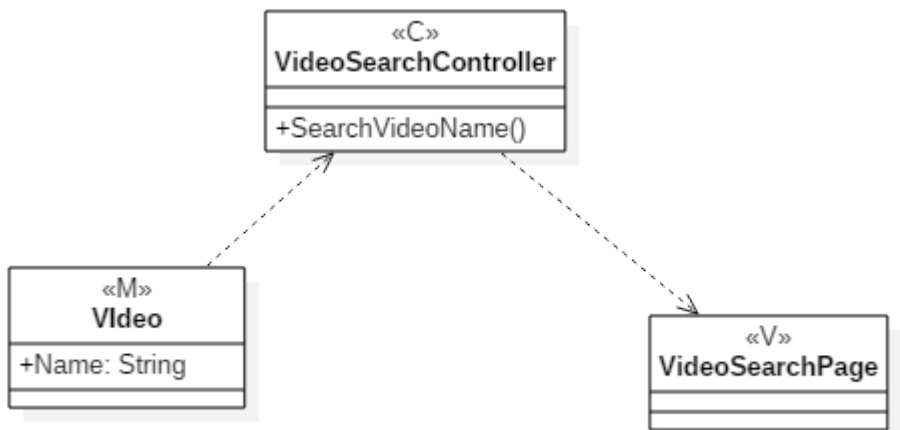 «C»
VideoSearchController
+SearchVideoName()
«M»
VIdeo
+Name: String
«V»
VideoSearchPage